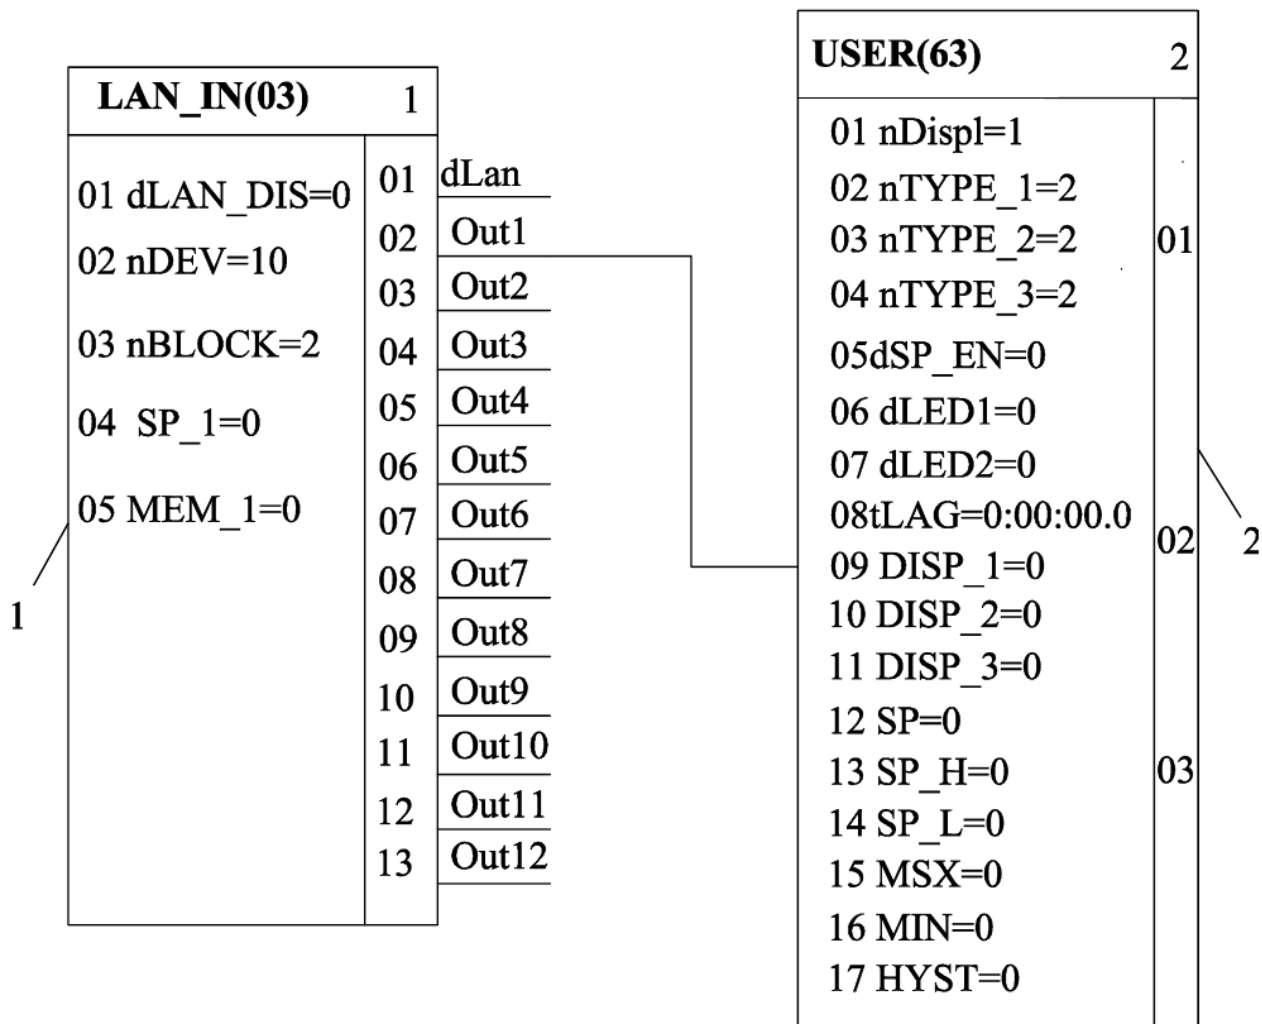 LAN_IN(03) 1
01 dLAN_DIS=0
02 nDEV=10
03 nBLOCK=2
04 SP_1=0
05 MEM_1=0
1
01 dLan
02 Out1
03 Out2
04 Out3
05 Out4
06 Out5
07 Out6
08 Out7
09 Out8
10 Out9
11 Out10
12 Out11
13 Out12
USER(63) 2
01 nDispl=1
02 nTYPE_1=2
03 nTYPE_2=2
04 nTYPE_3=2
05dSP_EN=0
06 dLED1=0
07 dLED2=0
08tLAG=0:00:00.0
09 DISP_1=0
10 DISP_2=0
11 DISP_3=0
12 SP=0
13 SP_H=0
14 SP_L=0
15 MSX=0
16 MIN=0
17 HYST=0
01
02
03
2